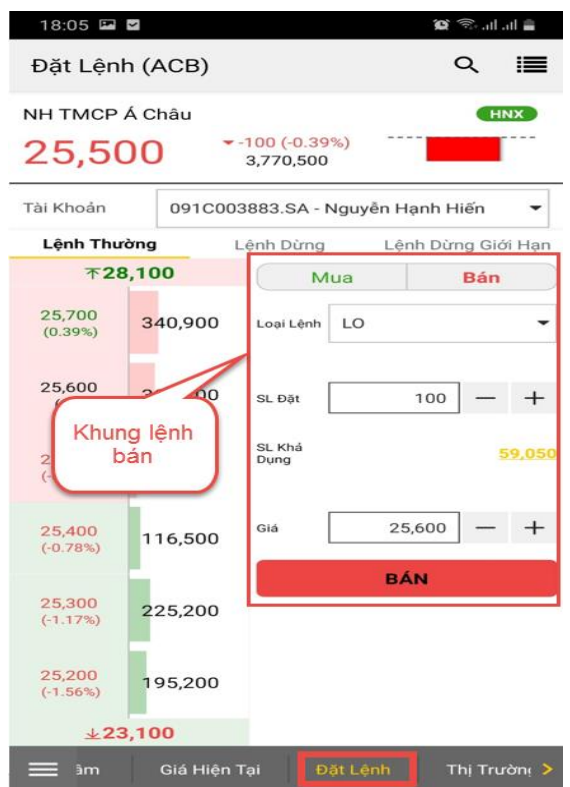 18:05
Đặt Lệnh (ACB)
NH TMCP Á Châu
HNX
25,500
-100 (-0.39%)
3,770,500
Tài Khoản
091C003883.SA - Nguyễn Hạnh Hiến
Lệnh Thường
Lệnh Dừng
Lệnh Dừng Giới Hạn
28,100
25,700
(0.39%)
340,900
25,600
Khung lệnh
bán
25,400
(-0.78%)
116,500
25,300
(-1.17%)
225,200
25,200
(-1.56%)
195,200
23,100
Mua
Bán
Loại Lệnh
LO
SL Đặt
100
SL Khả
Dụng
59,050
Giá
25,600
BÁN
Giá Hiện Tại
Đặt Lệnh
Thị Trường